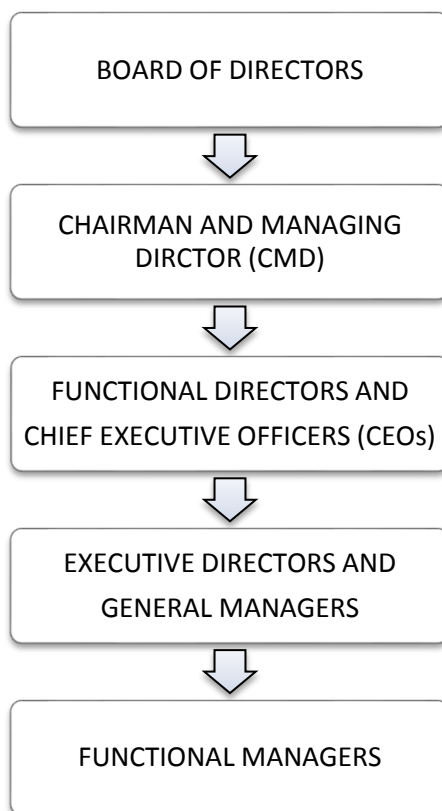 BOARD OF DIRECTORS
CHAIRMAN AND MANAGING
DIRCTOR (CMD)
FUNCTIONAL DIRECTORS AND
CHIEF EXECUTIVE OFFICERS (CEOs)
EXECUTIVE DIRECTORS AND
GENERAL MANAGERS
FUNCTIONAL MANAGERS